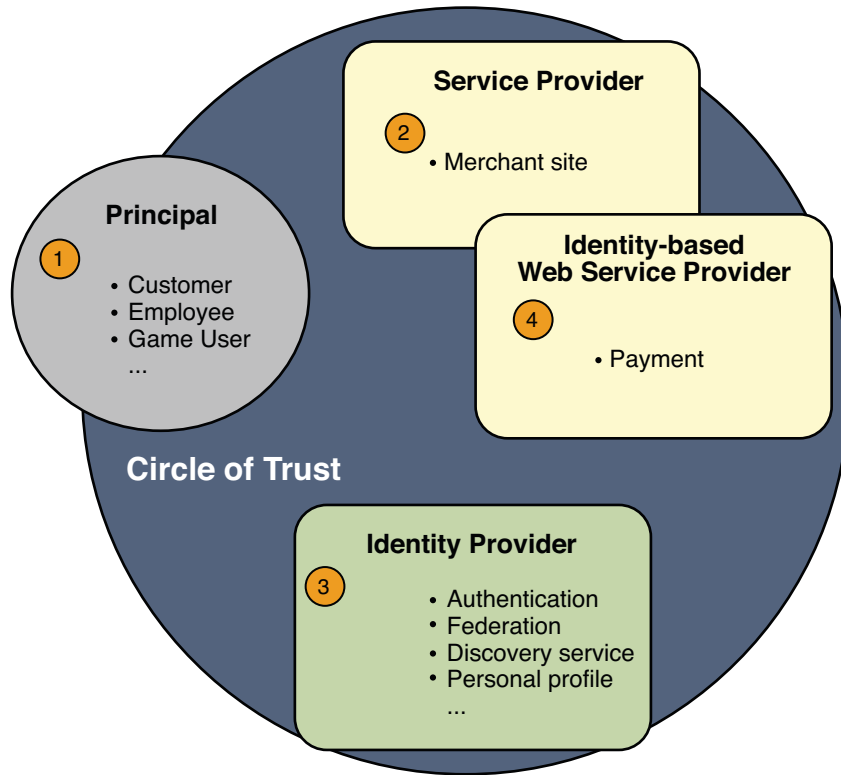 Service Provider
2
• Merchant site
Principal
1
• Customer
• Employee
• Game User
...
Identity-based
Web Service Provider
4
• Payment
Circle of Trust
Identity Provider
3
• Authentication
• Federation
• Discovery service
• Personal profile
...